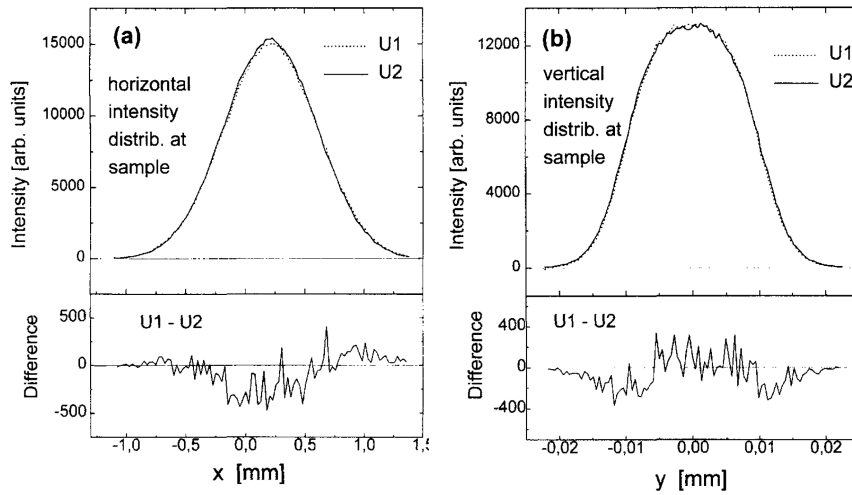 (a)
U1
U2
horizontal
intensity
distrib. at
sample
Intensity [arb. units]
15000
10000
7500
5000
0
U1 - U2
Difference
500
0
-500
-1,0 -0,5 0,0 0,5 1,0 1,5
x [mm]
(b)
U1
U2
vertical
intensity
distrib. at
sample
Intensity [arb. units]
12000
8000
4000
0
U1 - U2
Difference
400
0
-400
-0,02 -0,01 0,00 0,01 0,02
y [mm]